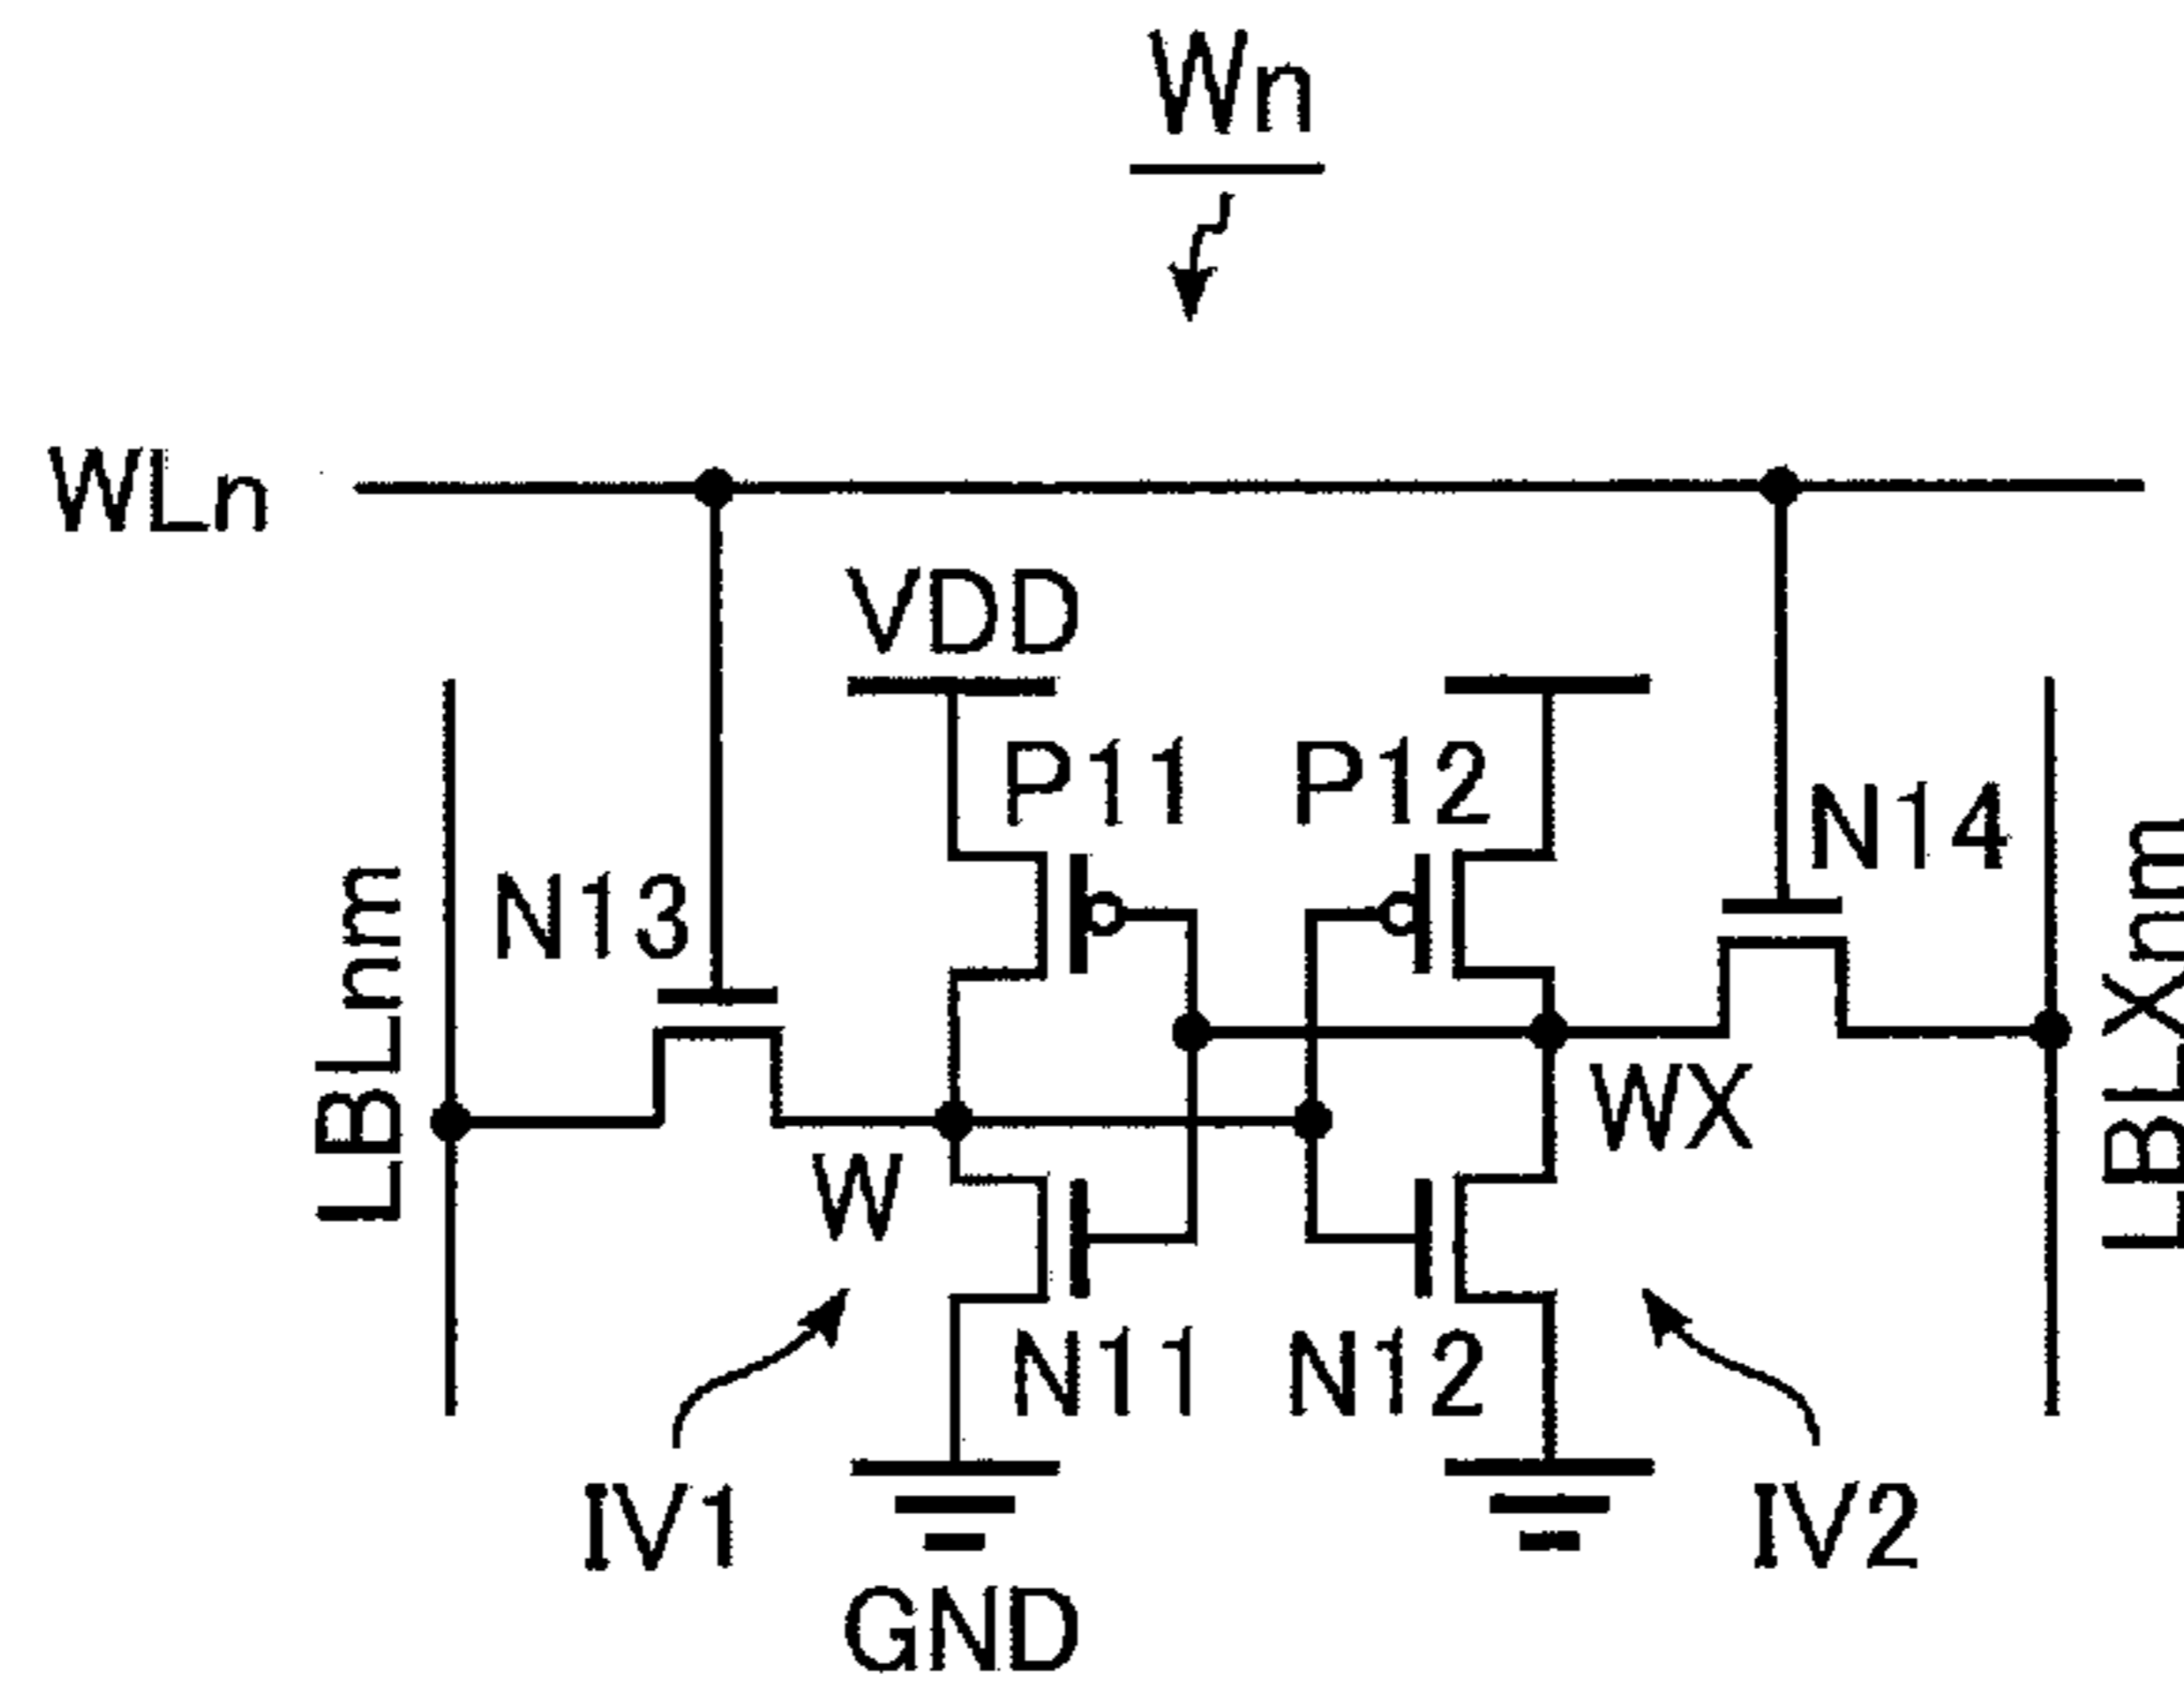 Wn
WLn
VDD
P11
P12
N14
N13
LBLnm
LBLXnm
WX
W
N11
N12
IV1
IV2
GND